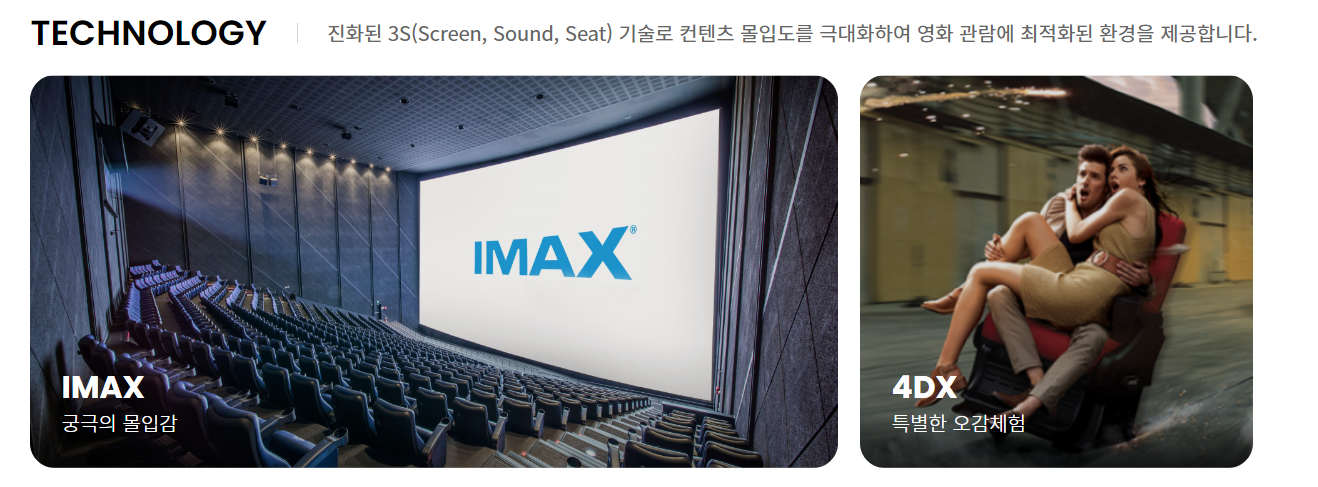 TECHNOLOGY
진화된 3S(Screen, Sound, Seat) 기술로 컨텐츠 몰입도를 극대화하여 영화 관람에 최적화된 환경을 제공합니다.
IMAX®
IMAX
궁극의 몰입감
4DX
특별한 오감체험